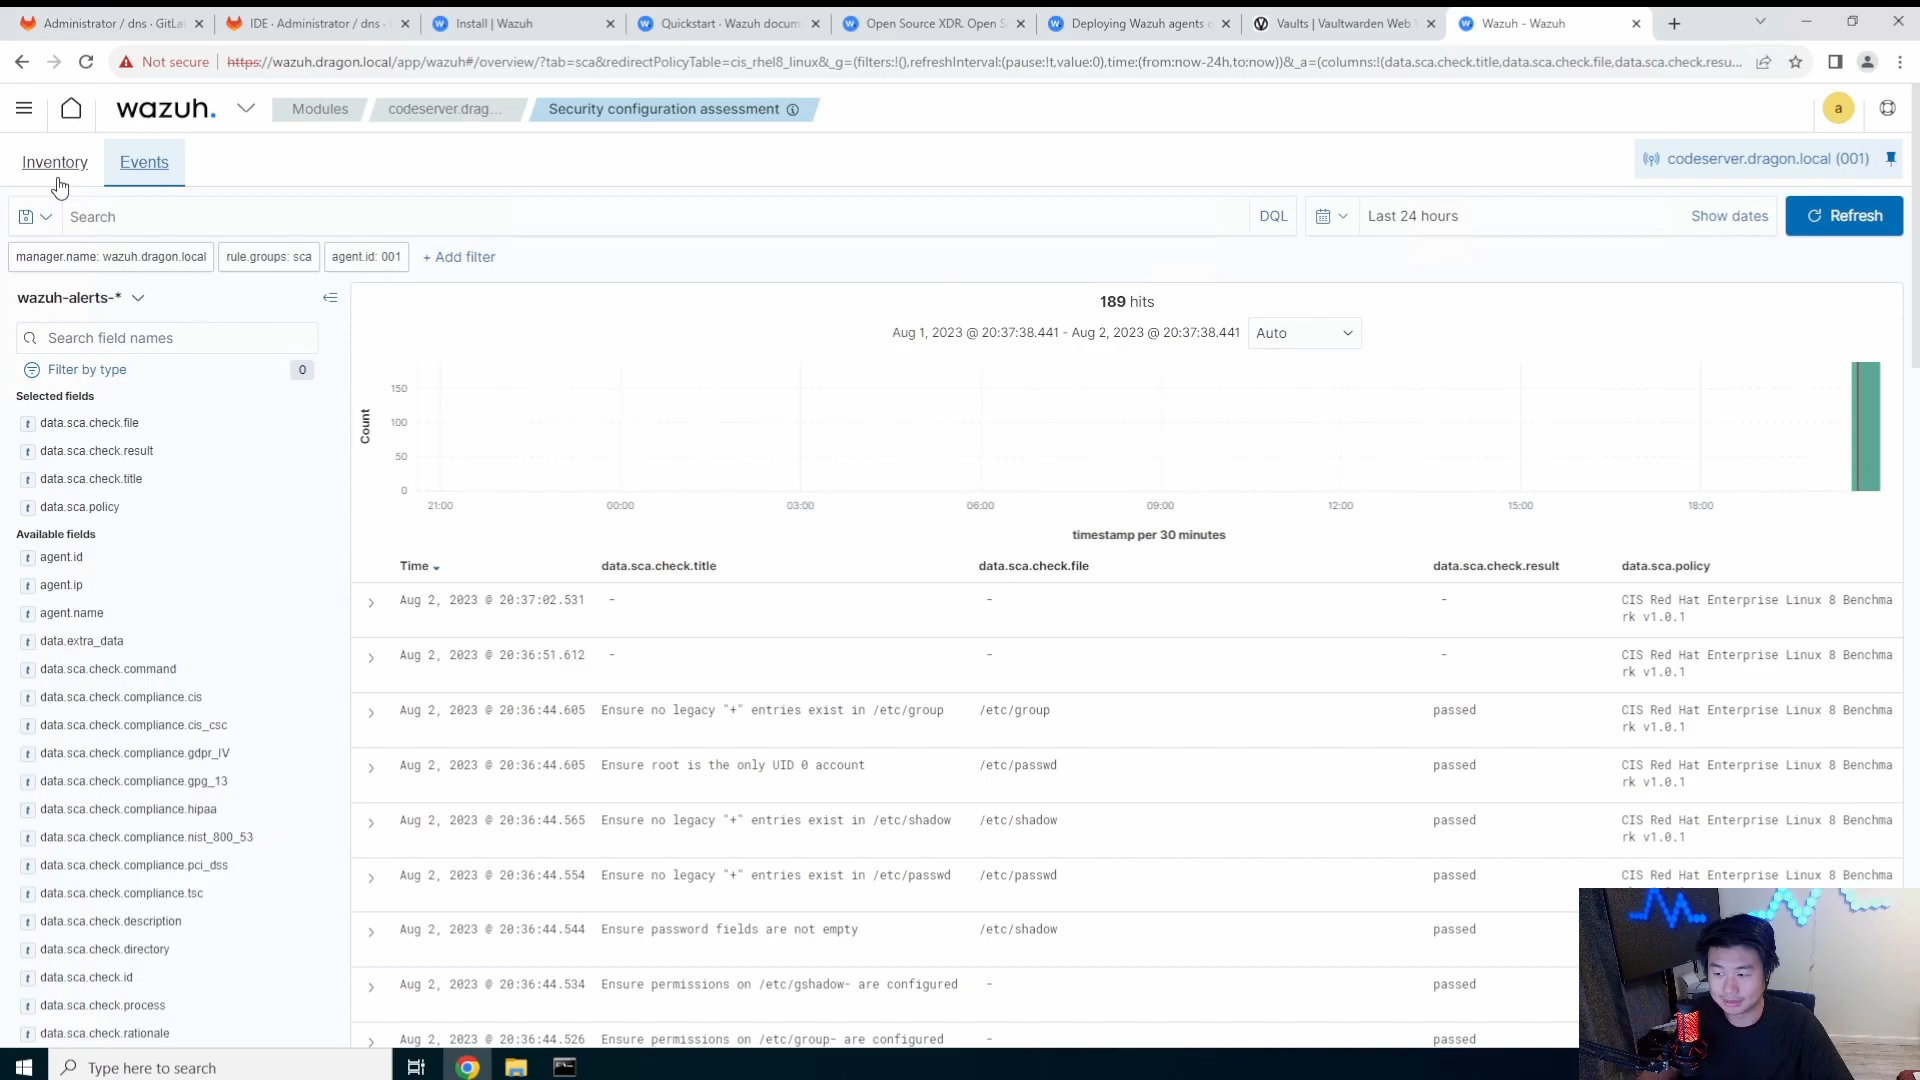 Administrator / dns · GitLa
IDE · Administrator / dns ·
Install | Wazuh
Quickstart · Wazuh docum
Open Source XDR. Open S
Deploying Wazuh agents o
Vaults | Vaultwarden Web
Wazuh - Wazuh
Not secure
https://wazuh.dragon.local/app/wazuh#/overview/?tab=sca&redirectPolicyTable=cis_rhel8_linux&_g=(filters:!(),refreshInterval:(pause:!t,value:0),time:(from:now-24h,to:now))&_a=(columns:!(data.sca.check.title,data.sca.check.file,data.sca.check.resu...
wazuh.
Modules
codeserver.drag...
Security configuration assessment
a
Inventory
Events
codeserver.dragon.local (001)
Search
DQL
Last 24 hours
Show dates
Refresh
manager.name: wazuh.dragon.local
rule.groups: sca
agent.id: 001
+ Add filter
wazuh-alerts-*
Search field names
Filter by type
0
Selected fields
t data.sca.check.file
t data.sca.check.result
t data.sca.check.title
t data.sca.policy
Available fields
t agent.id
t agent.ip
t agent.name
t data.extra_data
t data.sca.check.command
t data.sca.check.compliance.cis
t data.sca.check.compliance.cis_csc
t data.sca.check.compliance.gdpr_IV
t data.sca.check.compliance.gpg_13
t data.sca.check.compliance.hipaa
t data.sca.check.compliance.nist_800_53
t data.sca.check.compliance.pci_dss
t data.sca.check.compliance.tsc
t data.sca.check.description
t data.sca.check.directory
t data.sca.check.id
t data.sca.check.process
t data.sca.check.rationale
189 hits
Aug 1, 2023 @ 20:37:38.441 - Aug 2, 2023 @ 20:37:38.441
Auto
Count
150
100
50
0
21:00
00:00
03:00
06:00
09:00
12:00
15:00
18:00
timestamp per 30 minutes
Time data.sca.check.title data.sca.check.file data.sca.check.result data.sca.policy
Aug 2, 2023 @ 20:37:02.531 - - - CIS Red Hat Enterprise Linux 8 Benchma
rk v1.0.1
Aug 2, 2023 @ 20:36:51.612 - - - CIS Red Hat Enterprise Linux 8 Benchma
rk v1.0.1
Aug 2, 2023 @ 20:36:44.605 Ensure no legacy "+" entries exist in /etc/group /etc/group passed CIS Red Hat Enterprise Linux 8 Benchma
rk v1.0.1
Aug 2, 2023 @ 20:36:44.605 Ensure root is the only UID 0 account /etc/passwd passed CIS Red Hat Enterprise Linux 8 Benchma
rk v1.0.1
Aug 2, 2023 @ 20:36:44.565 Ensure no legacy "+" entries exist in /etc/shadow /etc/shadow passed CIS Red Hat Enterprise Linux 8 Benchma
rk v1.0.1
Aug 2, 2023 @ 20:36:44.554 Ensure no legacy "+" entries exist in /etc/passwd /etc/passwd passed CIS Red Hat Enterprise Linux 8 Benchma
Aug 2, 2023 @ 20:36:44.544 Ensure password fields are not empty /etc/shadow passed
Aug 2, 2023 @ 20:36:44.534 Ensure permissions on /etc/gshadow- are configured - passed
Aug 2, 2023 @ 20:36:44.526 Ensure permissions on /etc/group- are configured - passed
Type here to search